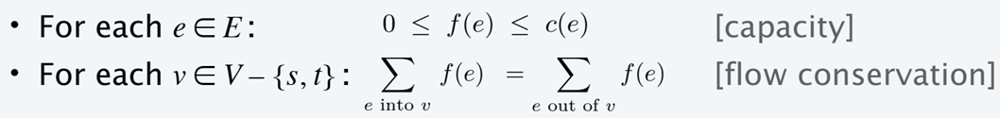 • For each e ∈ E: 0 ≤ f(e) ≤ c(e) [capacity]
• For each v ∈ V – {s, t}: ∑ f(e) = ∑ f(e) [flow conservation]
e into v e out of v